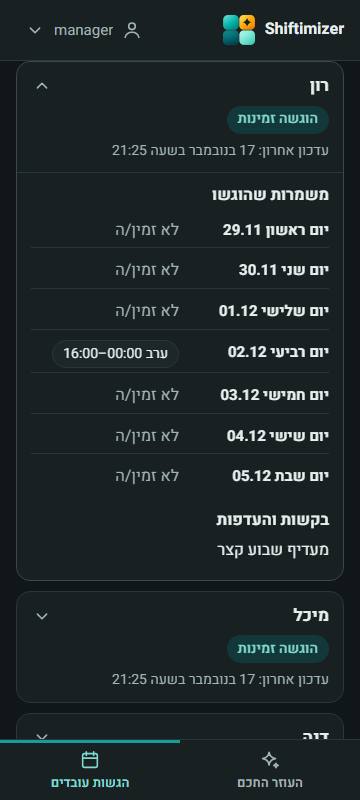 Shiftimizer
manager
רון
הוגשה זמינות
עדכון אחרון: 17 בנובמבר בשעה 21:25
משמרות שהוגשו
יום ראשון 29.11 לא זמין/ה
יום שני 30.11 לא זמין/ה
יום שלישי 01.12 לא זמין/ה
יום רביעי 02.12 ערב 16:00–00:00
יום חמישי 03.12 לא זמין/ה
יום שישי 04.12 לא זמין/ה
יום שבת 05.12 לא זמין/ה
בקשות והעדפות
מעדיף שבוע קצר
מיכל
הוגשה זמינות
עדכון אחרון: 17 בנובמבר בשעה 21:25
העוזר החכם
הגשות עובדים